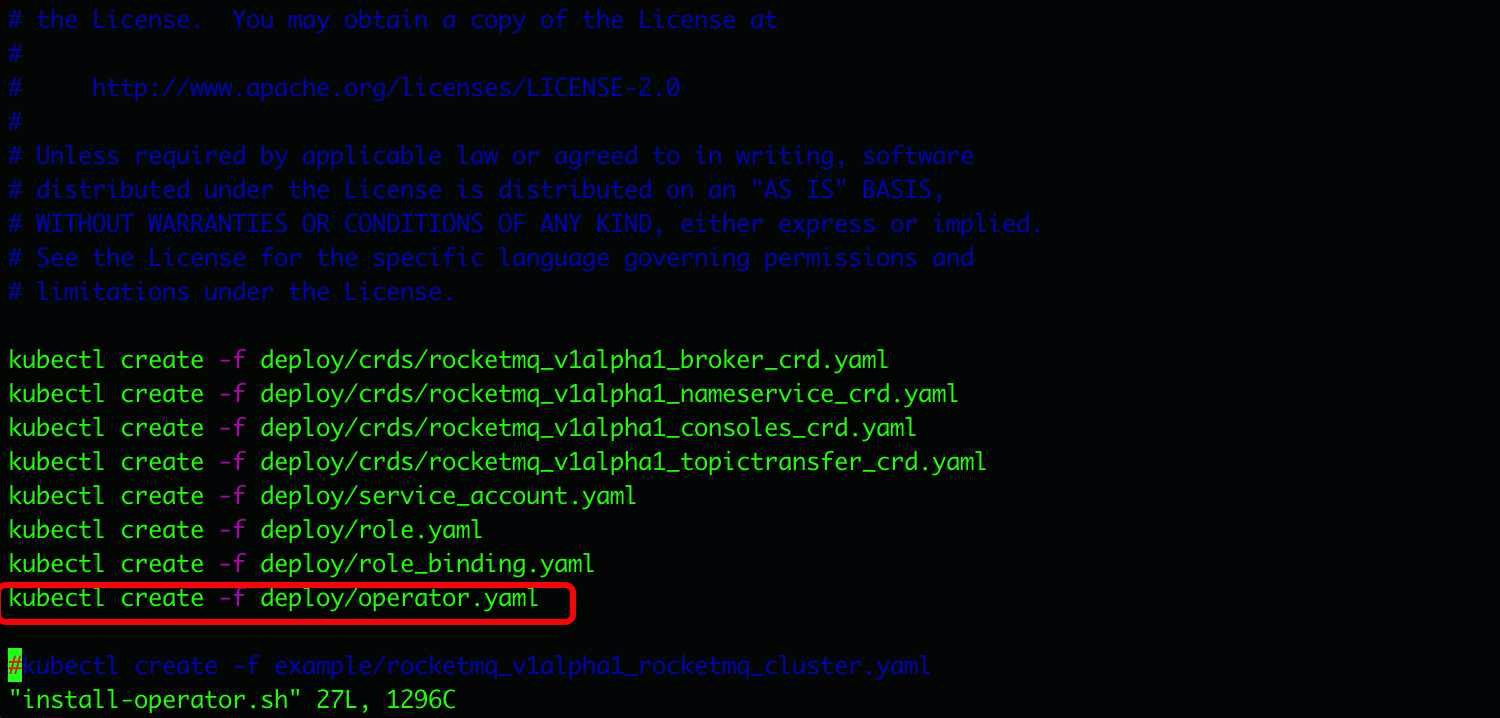 # the License.  You may obtain a copy of the License at
#
#     http://www.apache.org/licenses/LICENSE-2.0
#
# Unless required by applicable law or agreed to in writing, software
# distributed under the License is distributed on an "AS IS" BASIS,
# WITHOUT WARRANTIES OR CONDITIONS OF ANY KIND, either express or implied.
# See the License for the specific language governing permissions and
# limitations under the License.
kubectl create -f deploy/crds/rocketmq_v1alpha1_broker_crd.yaml
kubectl create -f deploy/crds/rocketmq_v1alpha1_nameservice_crd.yaml
kubectl create -f deploy/crds/rocketmq_v1alpha1_consoles_crd.yaml
kubectl create -f deploy/crds/rocketmq_v1alpha1_topictransfer_crd.yaml
kubectl create -f deploy/service_account.yaml
kubectl create -f deploy/role.yaml
kubectl create -f deploy/role_binding.yaml
kubectl create -f deploy/operator.yaml
#kubectl create -f example/rocketmq_v1alpha1_rocketmq_cluster.yaml
"install-operator.sh" 27L, 1296C